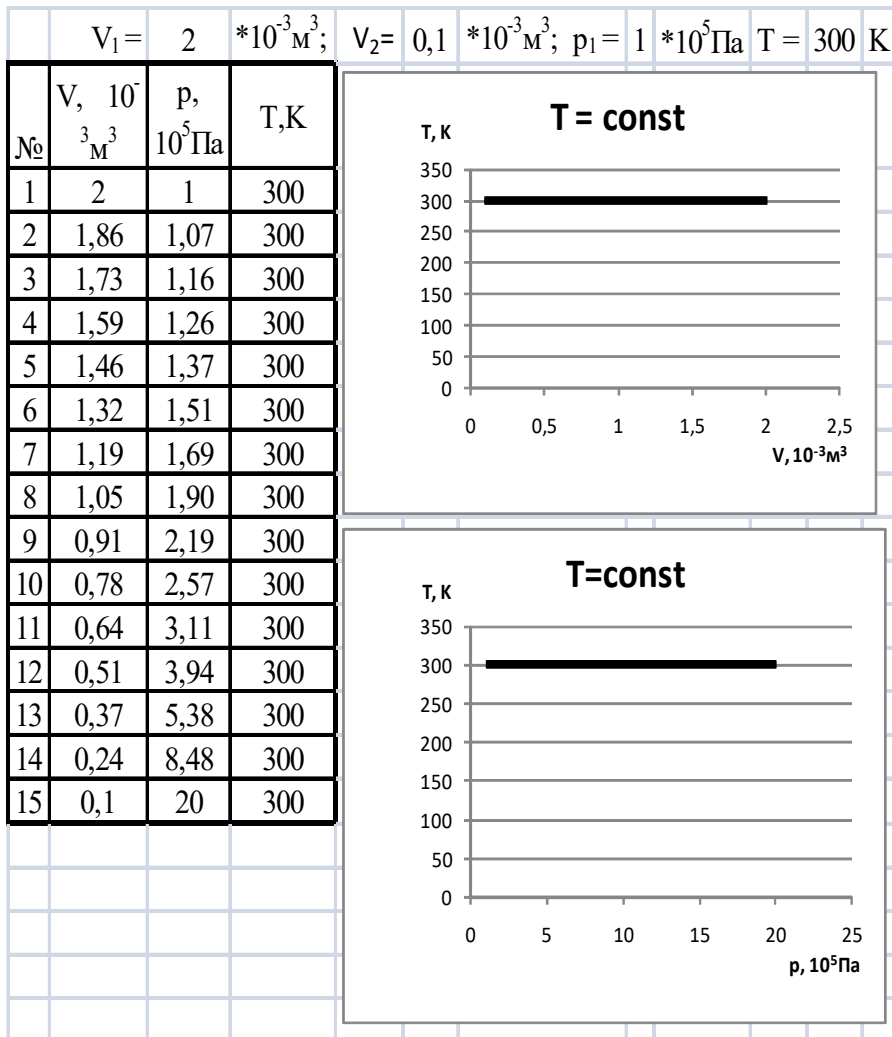 V₁ = 2 *10⁻³м³; V₂= 0,1 *10⁻³м³; p₁ = 1 *10⁵Па T = 300 K
№ V, 10⁻³м³ p, 10⁵Па T,K
1 2 1 300
2 1,86 1,07 300
3 1,73 1,16 300
4 1,59 1,26 300
5 1,46 1,37 300
6 1,32 1,51 300
7 1,19 1,69 300
8 1,05 1,90 300
9 0,91 2,19 300
10 0,78 2,57 300
11 0,64 3,11 300
12 0,51 3,94 300
13 0,37 5,38 300
14 0,24 8,48 300
15 0,1 20 300
T = const
T, K
350
300
250
200
150
100
50
0
0 0,5 1 1,5 2 2,5
V, 10⁻³м³
T=const
T, K
350
300
250
200
150
100
50
0
0 5 10 15 20 25
p, 10⁵Па